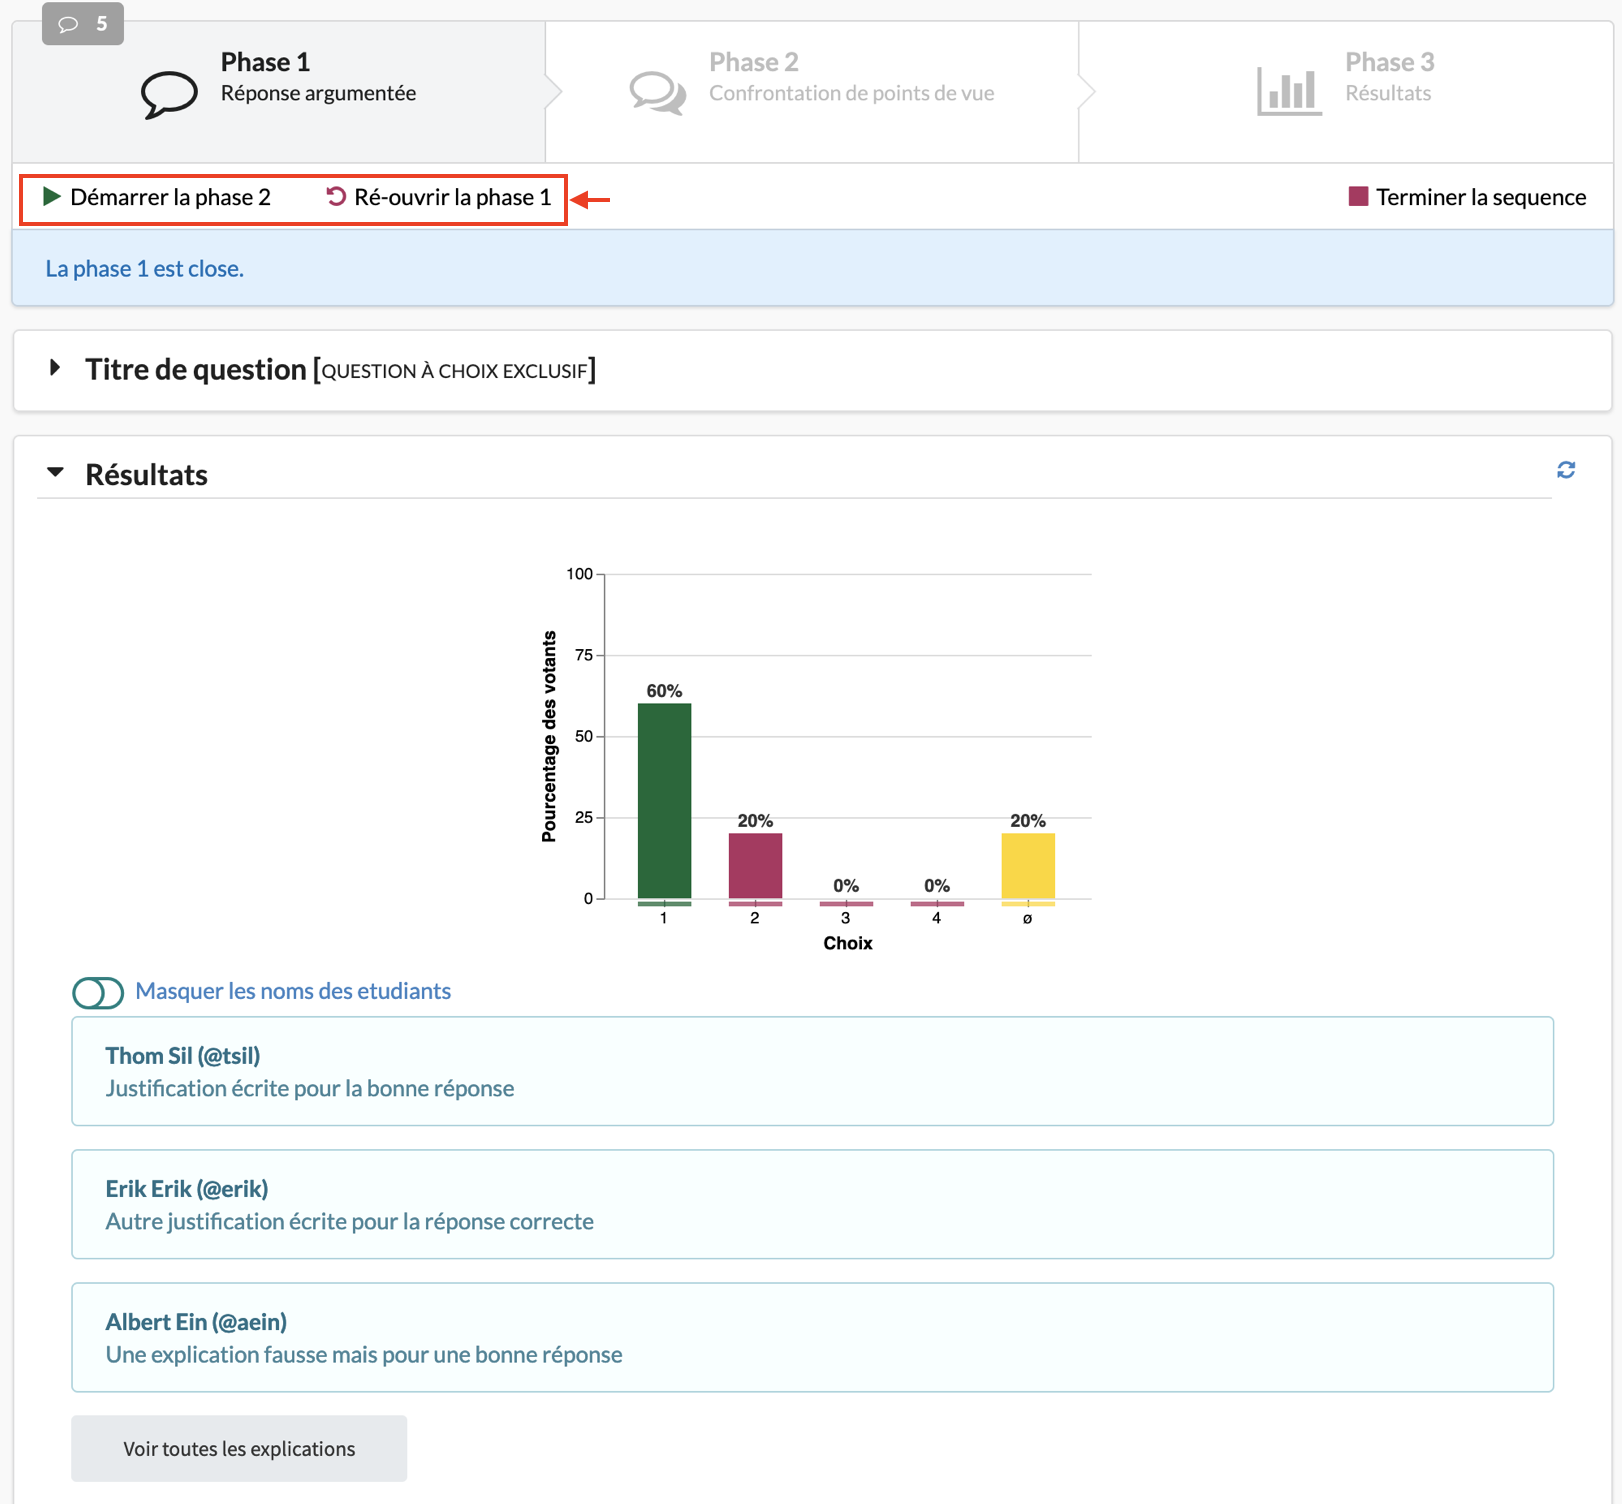 5
Phase 1
Réponse argumentée
Phase 2
Confrontation de points de vue
Phase 3
Résultats
Démarrer la phase 2
Ré-ouvrir la phase 1
Terminer la sequence
La phase 1 est close.
Titre de question [QUESTION À CHOIX EXCLUSIF]
Résultats
Pourcentage des votants
100
75
50
25
0
60%
20%
0%
0%
20%
1
2
3
4
ø
Choix
Masquer les noms des etudiants
Thom Sil (@tsil)
Justification écrite pour la bonne réponse
Erik Erik (@erik)
Autre justification écrite pour la réponse correcte
Albert Ein (@aein)
Une explication fausse mais pour une bonne réponse
Voir toutes les explications